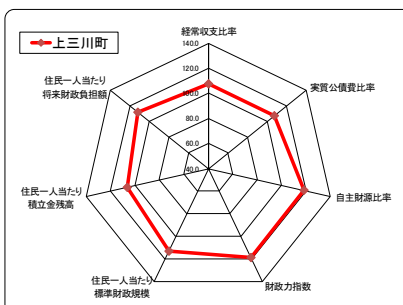 上三川町
経常収支比率
140.0
120.0
100.0
80.0
60.0
40.0
実質公債費比率
自主財源比率
財政力指数
住民一人当たり
標準財政規模
住民一人当たり
積立金残高
住民一人当たり
将来財政負担額